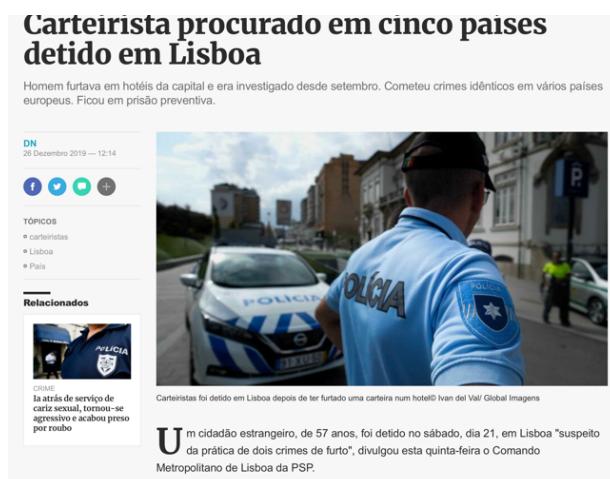 Carteirista procurado em cinco países
detido em Lisboa
Homem furtava em hotéis da capital e era investigado desde setembro. Cometeu crimes idênticos em vários países
europeus. Ficou em prisão preventiva.
DN
26 Dezembro 2019 — 12:14
TÓPICOS
carteiristas
Lisboa
País
Relacionados
POLÍCIA
CRIME
Ia atrás de serviço de
cariz sexual, tornou-se
agressivo e acabou preso
por roubo
P
POLÍCIA
POLÍCIA
POLÍCIA
Carteiristas foi detido em Lisboa depois de ter furtado uma carteira num hotel© Ivan del Val/ Global Imagens
Um cidadão estrangeiro, de 57 anos, foi detido no sábado, dia 21, em Lisboa "suspeito
da prática de dois crimes de furto", divulgou esta quinta-feira o Comando
Metropolitano de Lisboa da PSP.